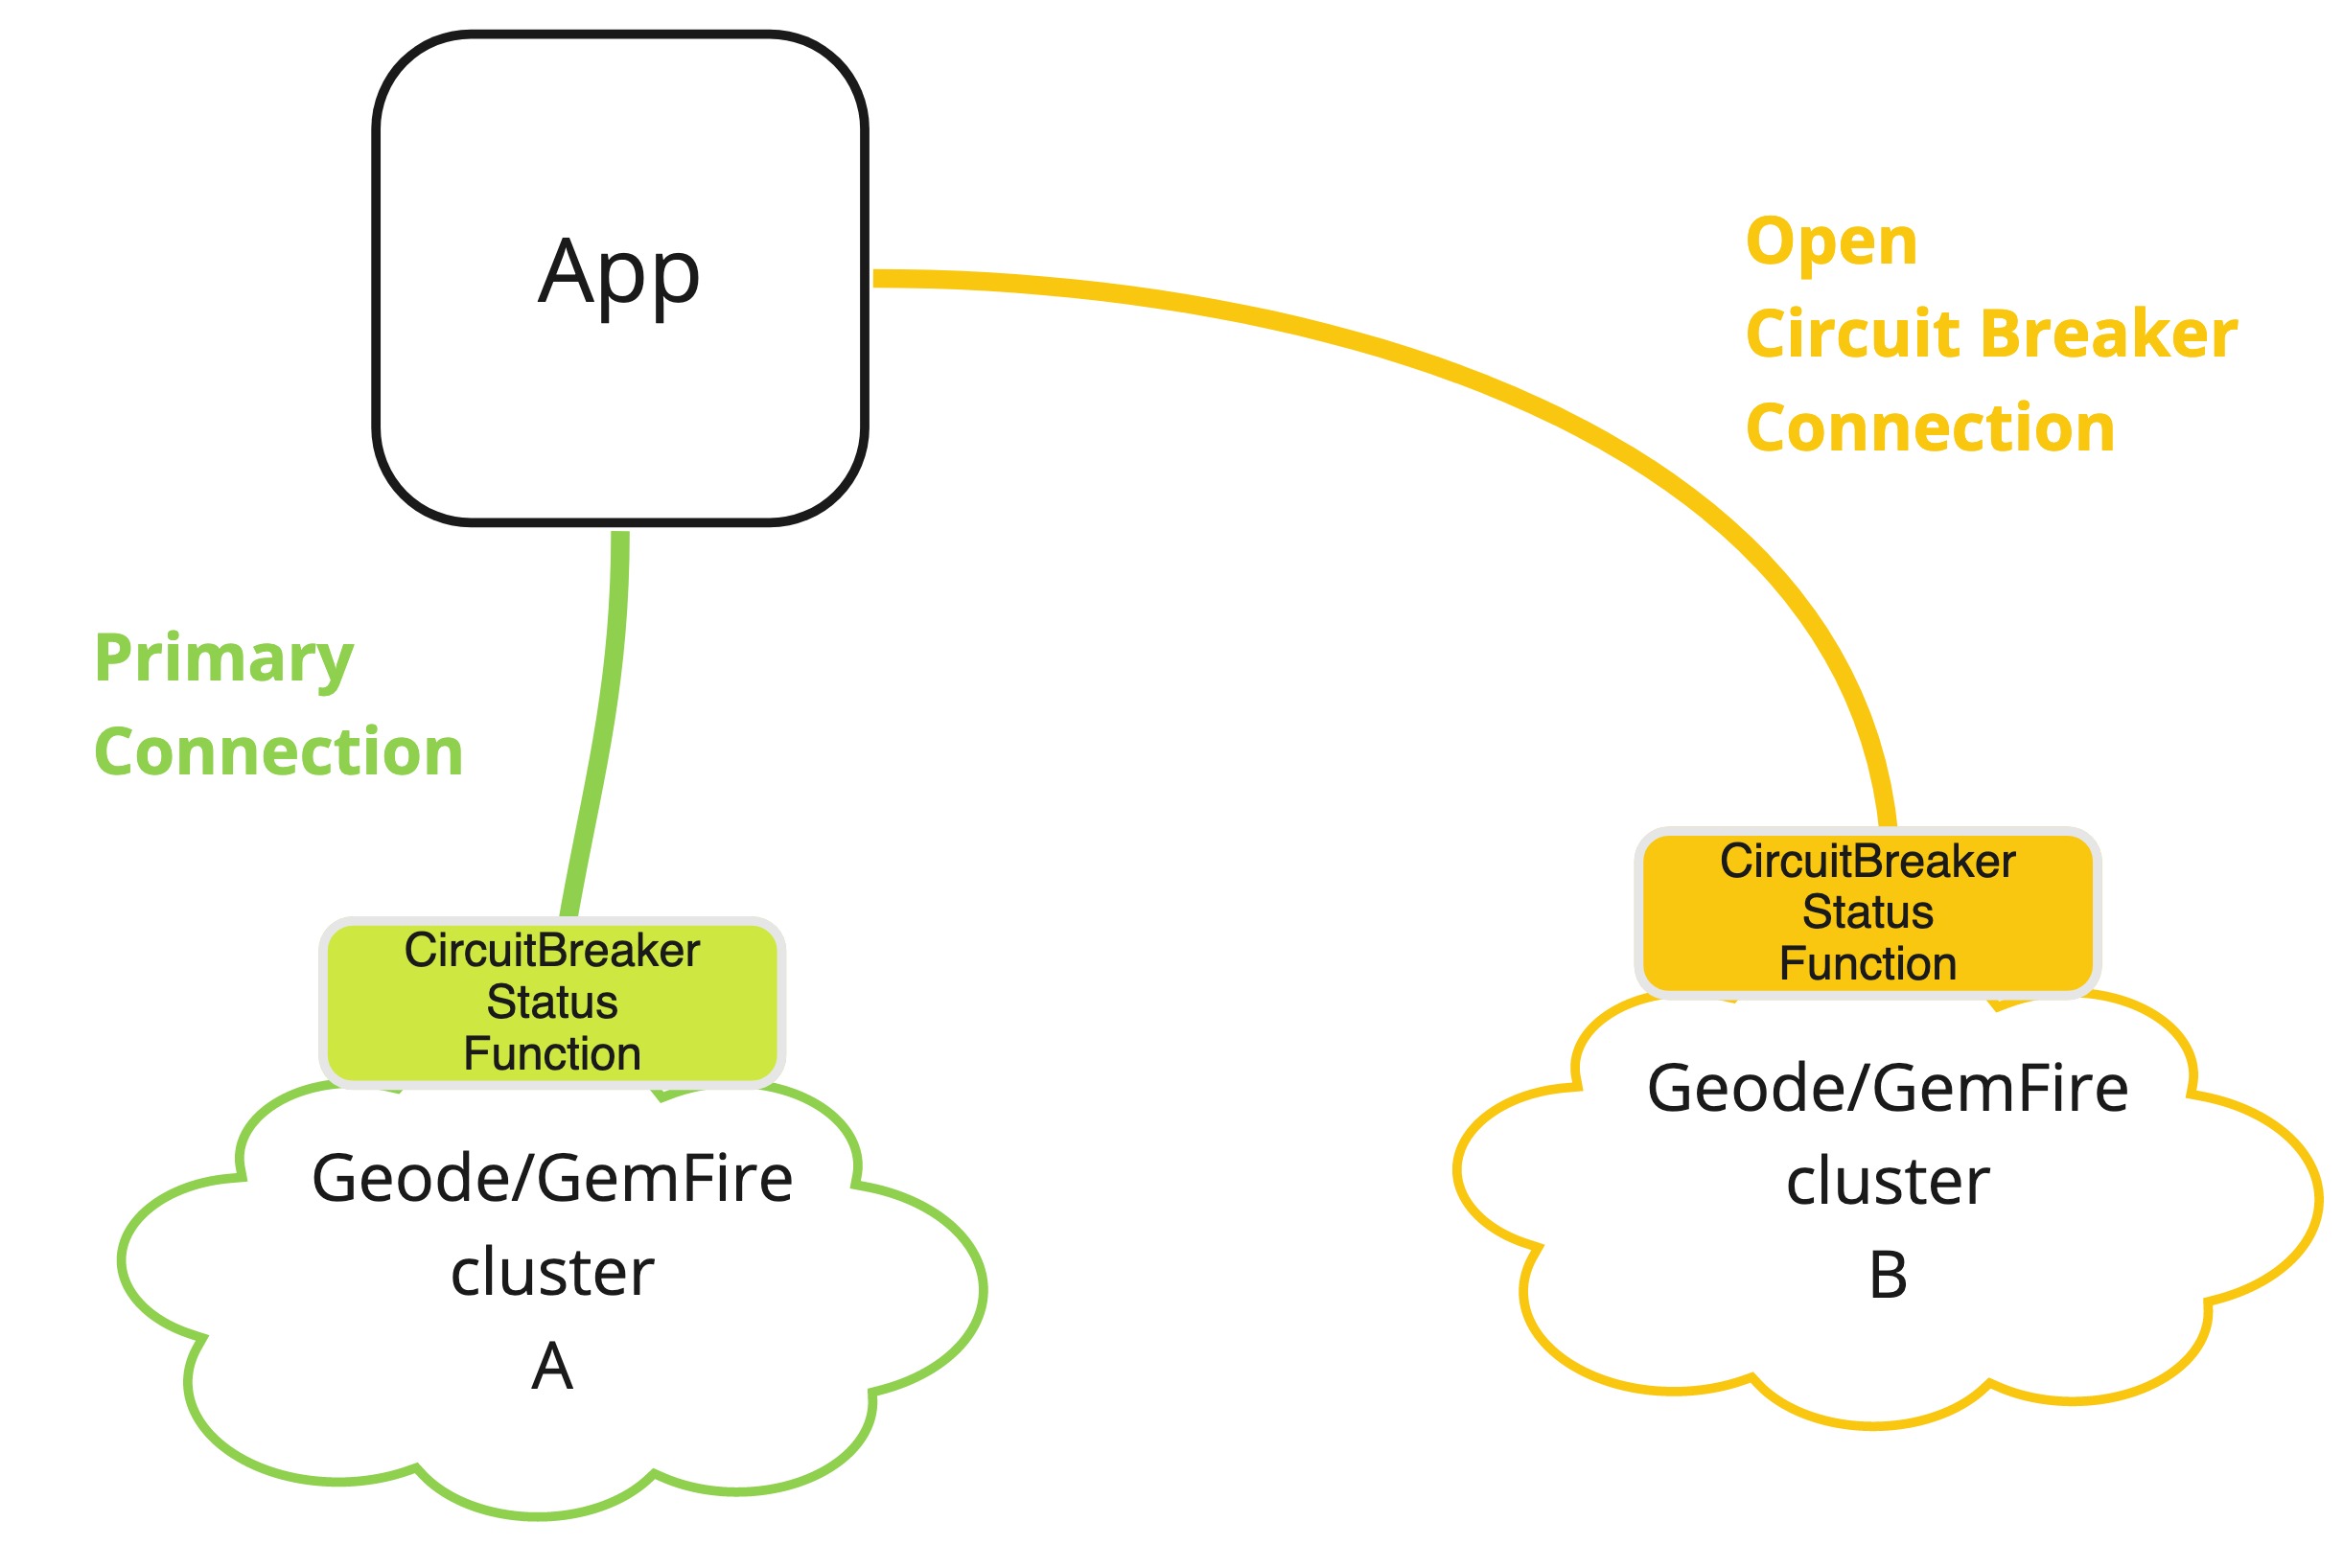 App
Open
Circuit Breaker
Connection
Primary
Connection
CircuitBreaker
Status
Function
Geode/GemFire
cluster
A
CircuitBreaker
Status
Function
Geode/GemFire
cluster
B